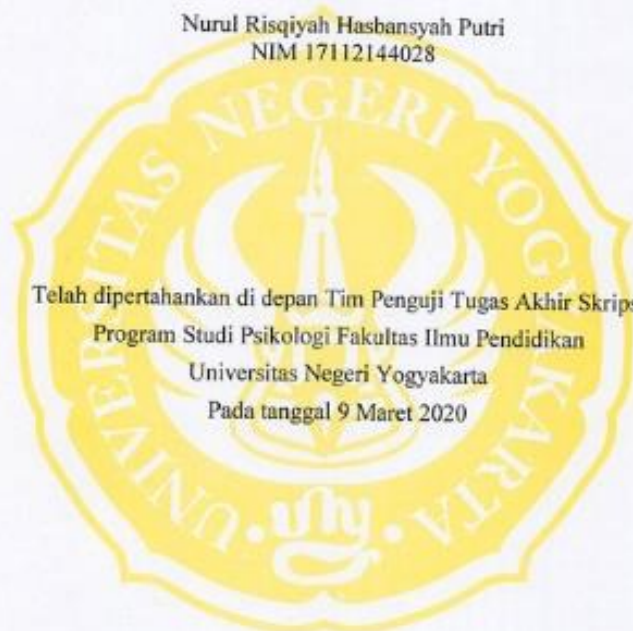 Nurul Risqiyah Hasbansyah Putri
NIM 17112144028
UNIVERSITAS NEGERI YOGYAKARTA
Telah dipertahankan di depan Tim Penguji Tugas Akhir Skrips
Program Studi Psikologi Fakultas Ilmu Pendidikan
Universitas Negeri Yogyakarta
Pada tanggal 9 Maret 2020
uny